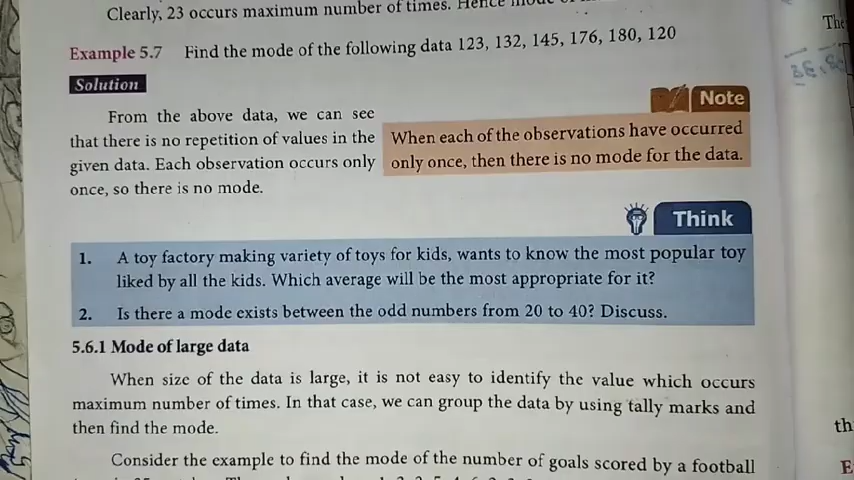 Clearly, 23 occurs maximum number of times. Hence
The
Example 5.7 Find the mode of the following data 123, 132, 145, 176, 180, 120
Solution
From the above data, we can see
that there is no repetition of values in the
given data. Each observation occurs only
once, so there is no mode.
Note
When each of the observations have occurred
only once, then there is no mode for the data.
Think
1. A toy factory making variety of toys for kids, wants to know the most popular toy
liked by all the kids. Which average will be the most appropriate for it?
2. Is there a mode exists between the odd numbers from 20 to 40? Discuss.
5.6.1 Mode of large data
When size of the data is large, it is not easy to identify the value which occurs
maximum number of times. In that case, we can group the data by using tally marks and
then find the mode.
th
Consider the example to find the mode of the number of goals scored by a football
E